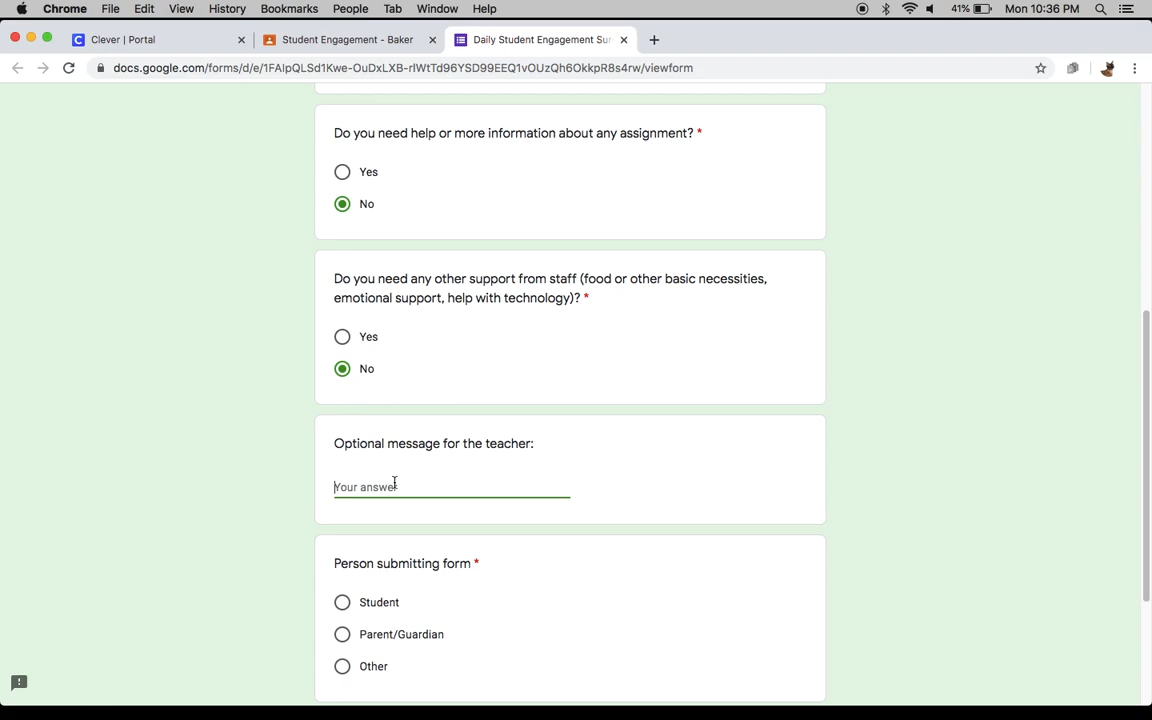 Chrome File Edit View History Bookmarks People Tab Window Help 41% Mon 10:36 PM
Clever | Portal Student Engagement - Baker Daily Student Engagement Sur
docs.google.com/forms/d/e/1FAIpQLSd1Kwe-OuDxLXB-rIWtTd96YSD99EEQ1vOUzQh6OkkpR8s4rw/viewform
Do you need help or more information about any assignment? *
Yes
No
Do you need any other support from staff (food or other basic necessities,
emotional support, help with technology)? *
Yes
No
Optional message for the teacher:
Your answer
Person submitting form *
Student
Parent/Guardian
Other